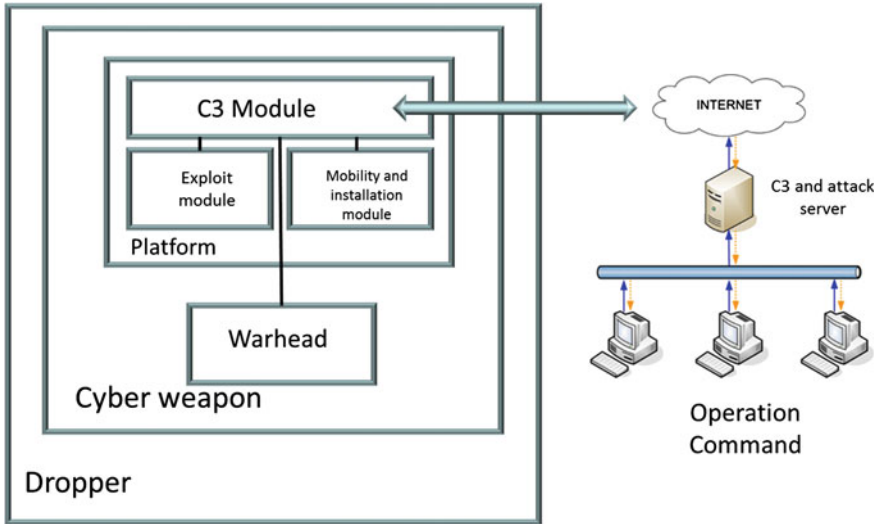 C3 Module
Exploit
module
Mobility and
installation
module
Platform
Warhead
Cyber weapon
Dropper
INTERNET
C3 and attack
server
Operation
Command